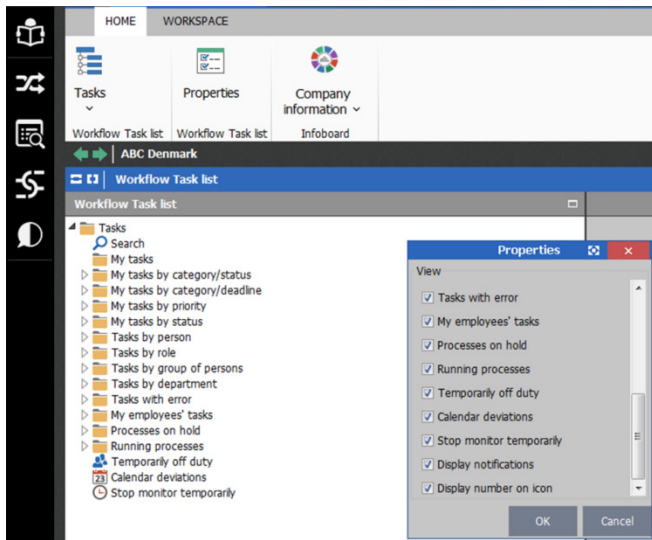 HOME WORKSPACE
Tasks
Properties
Company
information
Workflow Task list
Workflow Task list
Infoboard
ABC Denmark
Workflow Task list
Workflow Task list
Tasks
Search
My tasks
My tasks by category/status
My tasks by category/deadline
My tasks by priority
My tasks by status
Tasks by person
Tasks by role
Tasks by group of persons
Tasks by department
Tasks with error
My employees' tasks
Processes on hold
Running processes
Temporarily off duty
23 Calendar deviations
Stop monitor temporarily
Properties
View
Tasks with error
My employees' tasks
Processes on hold
Running processes
Temporarily off duty
Calendar deviations
Stop monitor temporarily
Display notifications
Display number on icon
OK Cancel